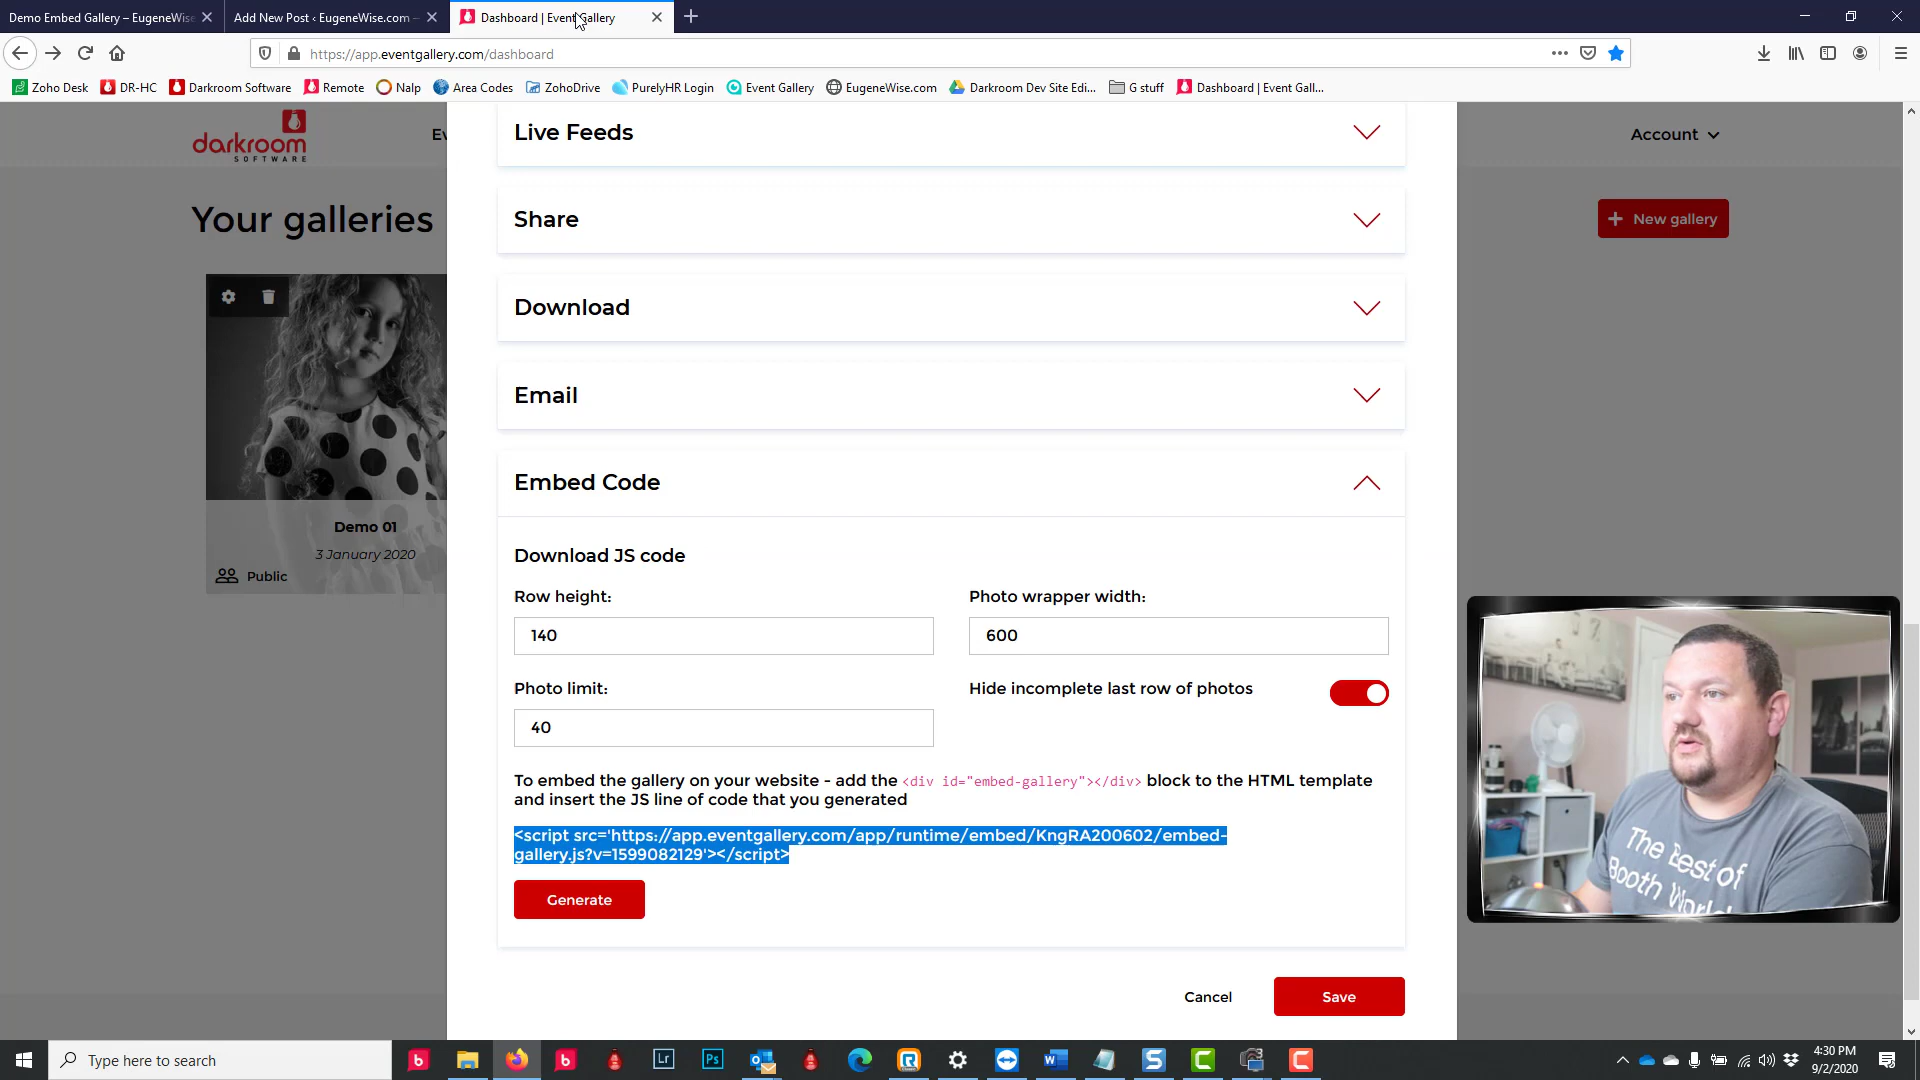 Demo Embed Gallery – EugeneWise
Add New Post ‹ EugeneWise.com —
Dashboard | Event Gallery
https://app.eventgallery.com/dashboard
Zoho Desk
DR-HC
Darkroom Software
Remote
Nalp
Area Codes
ZohoDrive
PurelyHR Login
Event Gallery
EugeneWise.com
Darkroom Dev Site Edi...
G stuff
Dashboard | Event Gall...
darkroom
SOFTWARE
Ev
Account
Your galleries
New gallery
Demo 01
3 January 2020
Public
Live Feeds
Share
Download
Email
Embed Code
Download JS code
Row height:
Photo wrapper width:
140
600
Photo limit:
Hide incomplete last row of photos
40
To embed the gallery on your website - add the <div id="embed-gallery"></div> block to the HTML template
and insert the JS line of code that you generated
<script src='https://app.eventgallery.com/app/runtime/embed/KngRA200602/embed-
gallery.js?v=1599082129'></script>
Generate
Cancel
Save
The Best of
Booth World
Type here to search
4:30 PM
9/2/2020